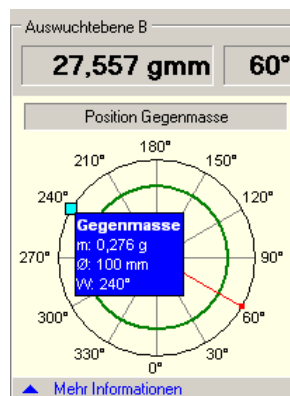 Auswuchtebene B
27,557 gmm 60°
Position Gegenmasse
180°
210° 150°
240° 120°
Gegenmasse
m: 0,276 g
270° Ø: 100 mm 90°
W: 240°
300° 60°
330° 30°
0°
Mehr Informationen